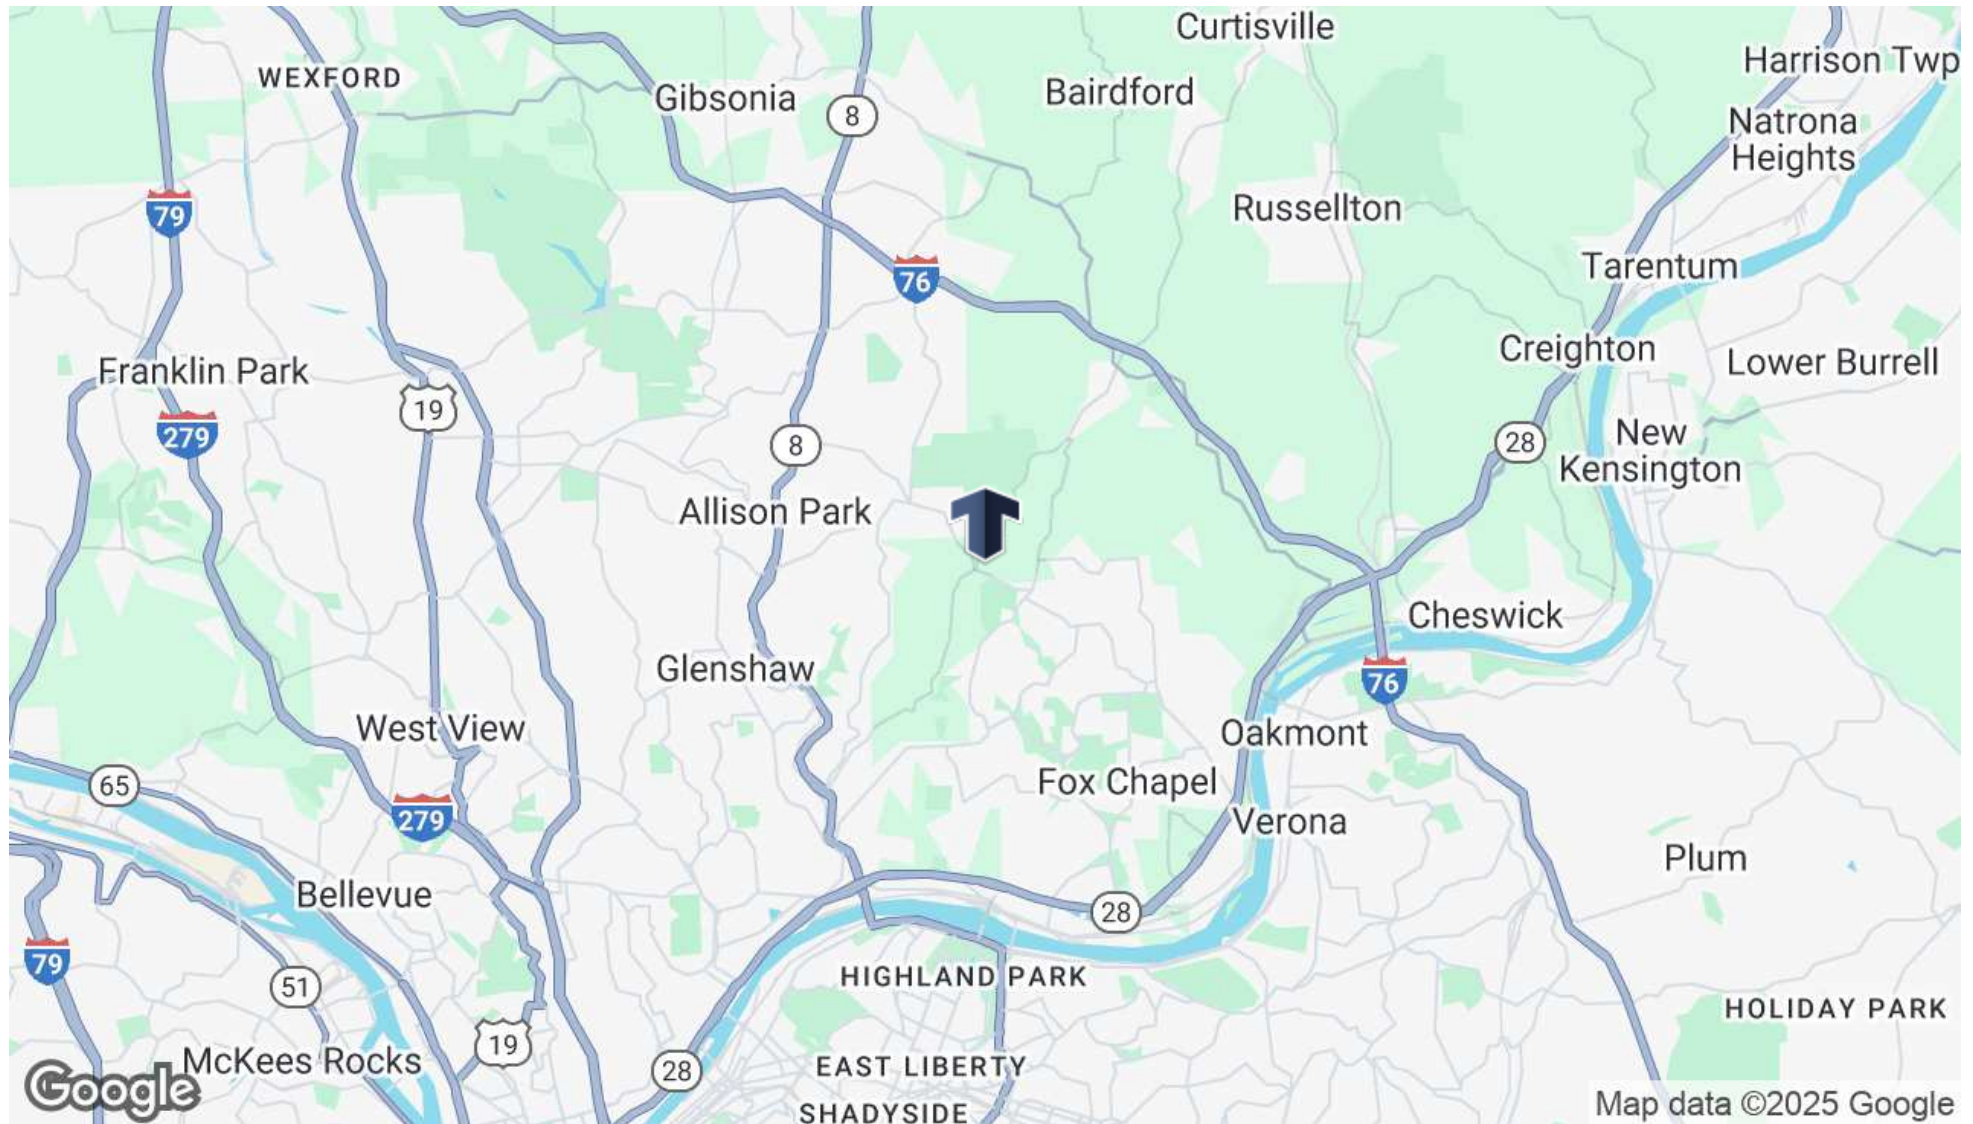 Curtisville
Harrison Twp
WEXFORD
Gibsonia
Bairdford
8
Natrona
Heights
79
Russellton
76
Tarentum
Creighton
Franklin Park
Lower Burrell
19
279
8
28
New
Kensington
Allison Park
Cheswick
Glenshaw
76
West View
Oakmont
65
Fox Chapel
279
Verona
Plum
Bellevue
28
79
51
HIGHLAND PARK
HOLIDAY PARK
19
McKees Rocks
28
EAST LIBERTY
Google
SHADYSIDE
Map data ©2025 Google